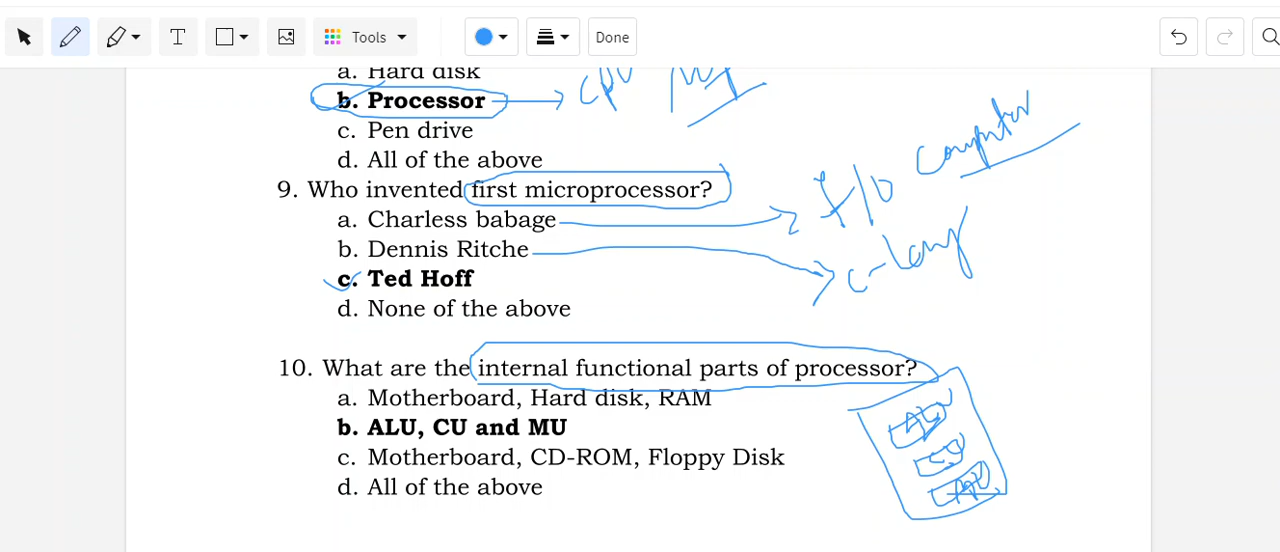 Tools
Done
a. Hard disk
b. Processor
CPU
c. Pen drive
d. All of the above
9. Who invented first microprocessor?
a. Charless babage
F/O Computer
b. Dennis Ritche
c-lang
c. Ted Hoff
d. None of the above
10. What are the internal functional parts of processor?
a. Motherboard, Hard disk, RAM
b. ALU, CU and MU
ALU
c. Motherboard, CD-ROM, Floppy Disk
CU
d. All of the above